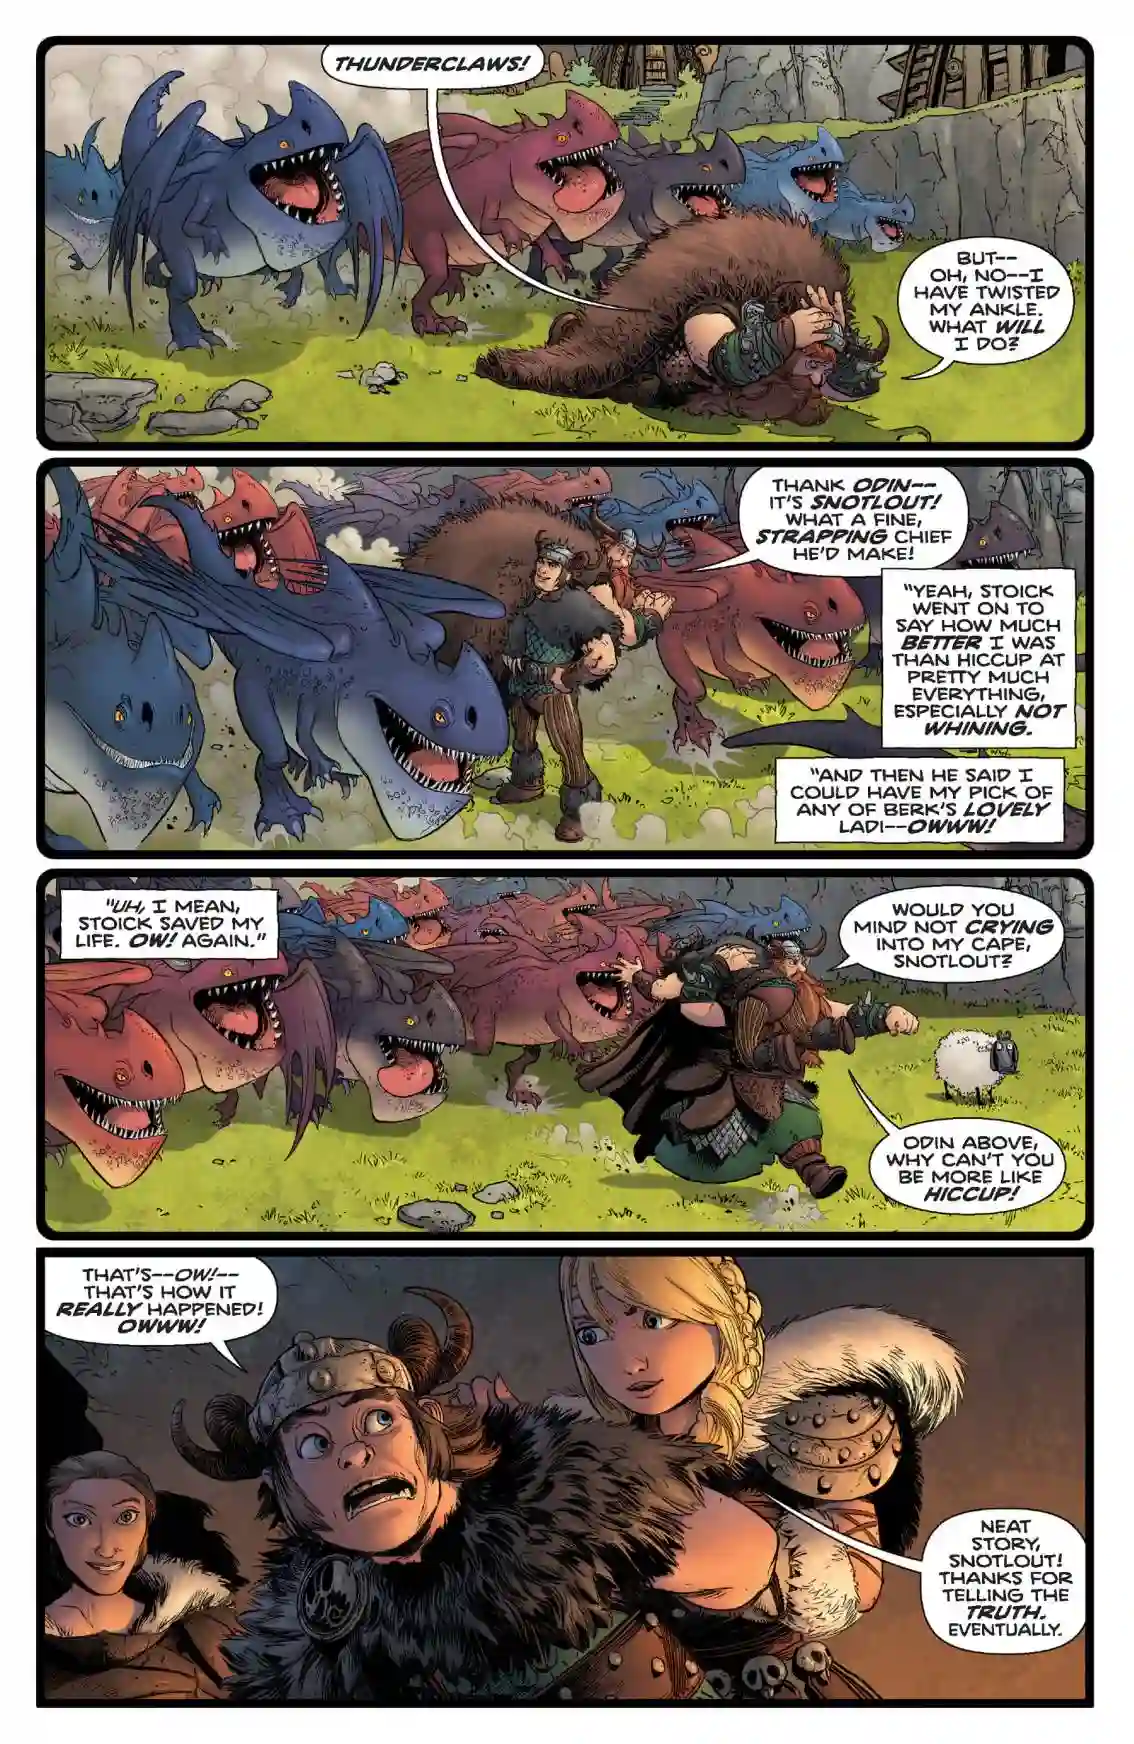 THUNDERCLAWS!
BUT--
OH, NO--I
HAVE TWISTED
MY ANKLE.
WHAT WILL
I DO?
THANK ODIN--
IT'S SNOTLOUT!
WHAT A FINE,
STRAPPING CHIEF
HE'D MAKE!
"YEAH, STOICK
WENT ON TO
SAY HOW MUCH
BETTER I WAS
THAN HICCUP AT
PRETTY MUCH
EVERYTHING,
ESPECIALLY NOT
WHINING.
"AND THEN HE SAID I
COULD HAVE MY PICK OF
ANY OF BERK'S LOVELY
LADI--OWWW!
"UH, I MEAN,
STOICK SAVED MY
LIFE. OW! AGAIN."
WOULD YOU
MIND NOT CRYING
INTO MY CAPE,
SNOTLOUT?
ODIN ABOVE,
WHY CAN'T YOU
BE MORE LIKE
HICCUP!
THAT'S--OW!--
THAT'S HOW IT
REALLY HAPPENED!
OWWW!
NEAT
STORY,
SNOTLOUT!
THANKS FOR
TELLING THE
TRUTH.
EVENTUALLY.